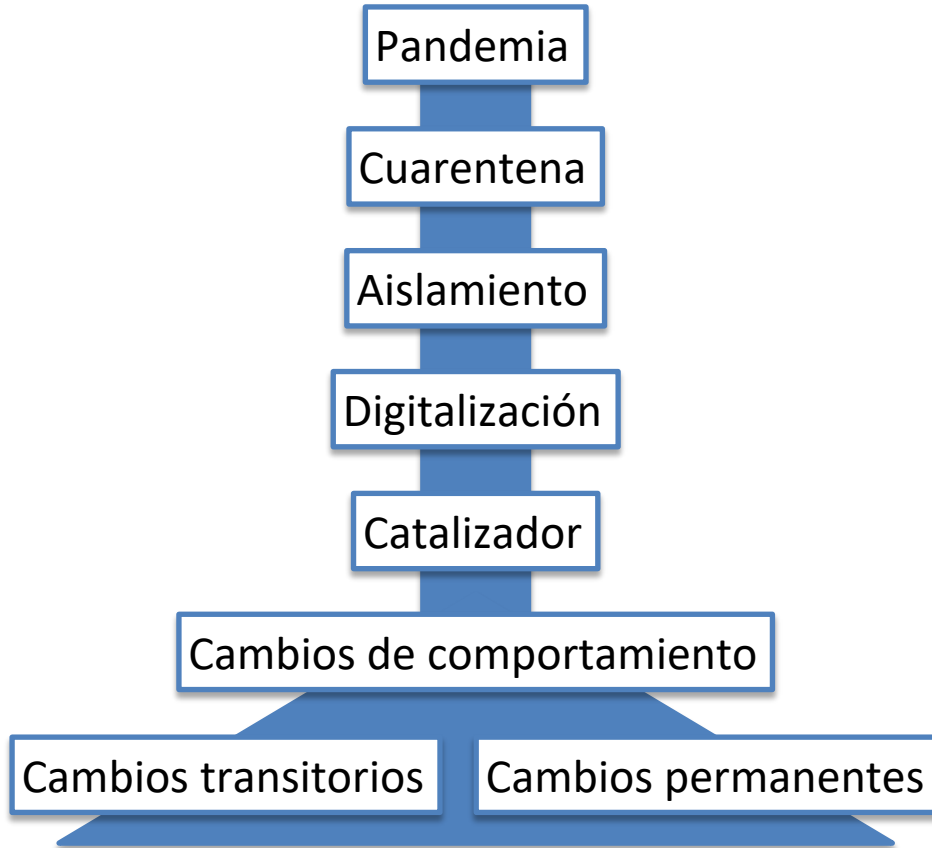 Pandemia
Cuarentena
Aislamiento
Digitalización
Catalizador
Cambios de comportamiento
Cambios transitorios
Cambios permanentes